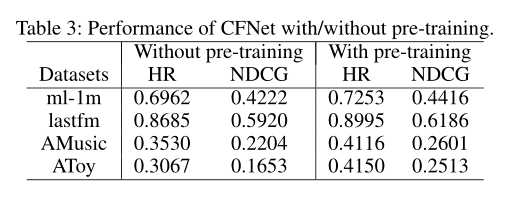 Table 3: Performance of CFNet with/without pre-training.
Without pre-training With pre-training
Datasets HR NDCG HR NDCG
ml-1m 0.6962 0.4222 0.7253 0.4416
lastfm 0.8685 0.5920 0.8995 0.6186
AMusic 0.3530 0.2204 0.4116 0.2601
AToy 0.3067 0.1653 0.4150 0.2513